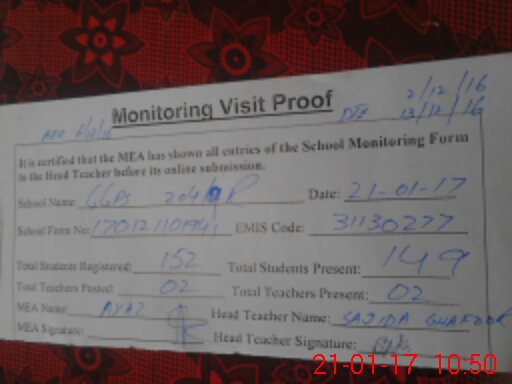 Monitoring Visit Proof
2/12/16
13/12/16
It is certified that the MEA has shown all entries of the School Monitoring Form
to the Head Teacher before its online submission.
School Name: GGPS 204 R Date: 21-01-17
School Form No: EMIS Code: 31130277
Total Students Registered: 152 Total Students Present: 149
Total Teachers Posted: 02 Total Teachers Present: 02
MEA Name: AYAZ Head Teacher Name: SAJIDA GHAFOOR
MEA Signature: Head Teacher Signature:
21-01-17 10:50